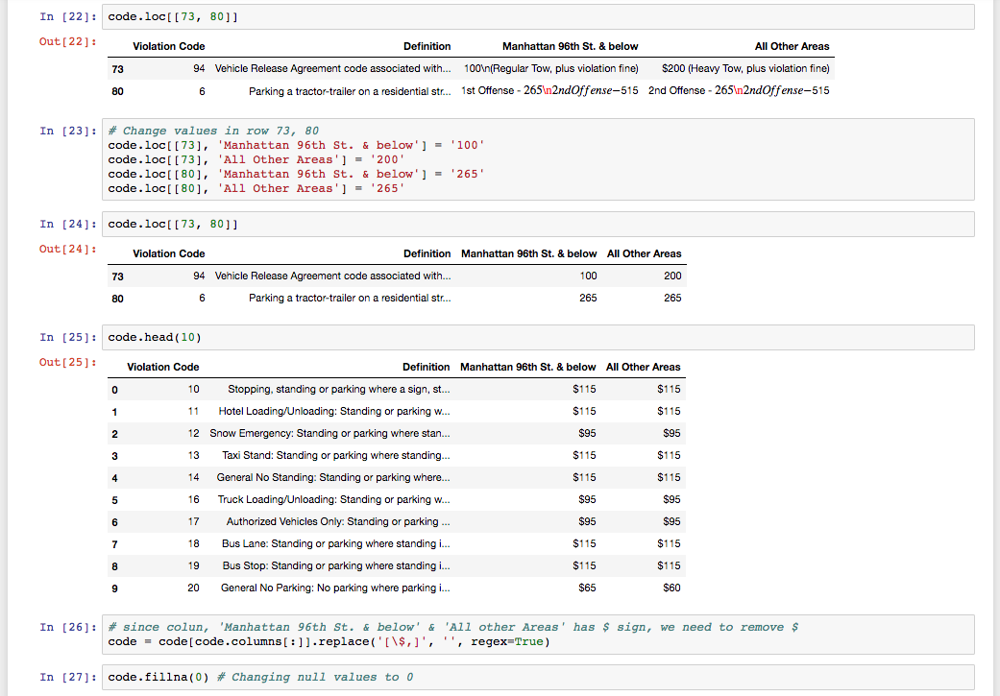 In [22]: code.loc[[73, 80]]
Out[22]:
Violation Code Definition Manhattan 96th St. & below All Other Areas
73 94 Vehicle Release Agreement code associated with... 100\n(Regular Tow, plus violation fine) $200 (Heavy Tow, plus violation fine)
80 6 Parking a tractor-trailer on a residential str... 1st Offense - 265\n2ndOffense−515 2nd Offense - 265\n2ndOffense−515
In [23]: # Change values in row 73, 80
code.loc[[73], 'Manhattan 96th St. & below'] = '100'
code.loc[[73], 'All Other Areas'] = '200'
code.loc[[80], 'Manhattan 96th St. & below'] = '265'
code.loc[[80], 'All Other Areas'] = '265'
In [24]: code.loc[[73, 80]]
Out[24]:
Violation Code Definition Manhattan 96th St. & below All Other Areas
73 94 Vehicle Release Agreement code associated with... 100 200
80 6 Parking a tractor-trailer on a residential str... 265 265
In [25]: code.head(10)
Out[25]:
Violation Code Definition Manhattan 96th St. & below All Other Areas
0 10 Stopping, standing or parking where a sign, st... $115 $115
1 11 Hotel Loading/Unloading: Standing or parking w... $115 $115
2 12 Snow Emergency: Standing or parking where stan... $95 $95
3 13 Taxi Stand: Standing or parking where standing... $115 $115
4 14 General No Standing: Standing or parking where... $115 $115
5 16 Truck Loading/Unloading: Standing or parking w... $95 $95
6 17 Authorized Vehicles Only: Standing or parking ... $95 $95
7 18 Bus Lane: Standing or parking where standing i... $115 $115
8 19 Bus Stop: Standing or parking where standing i... $115 $115
9 20 General No Parking: No parking where parking i... $65 $60
In [26]: # since colun, 'Manhattan 96th St. & below' & 'All other Areas' has $ sign, we need to remove $
code = code[code.columns[:]].replace('[\$,]', '', regex=True)
In [27]: code.fillna(0) # Changing null values to 0